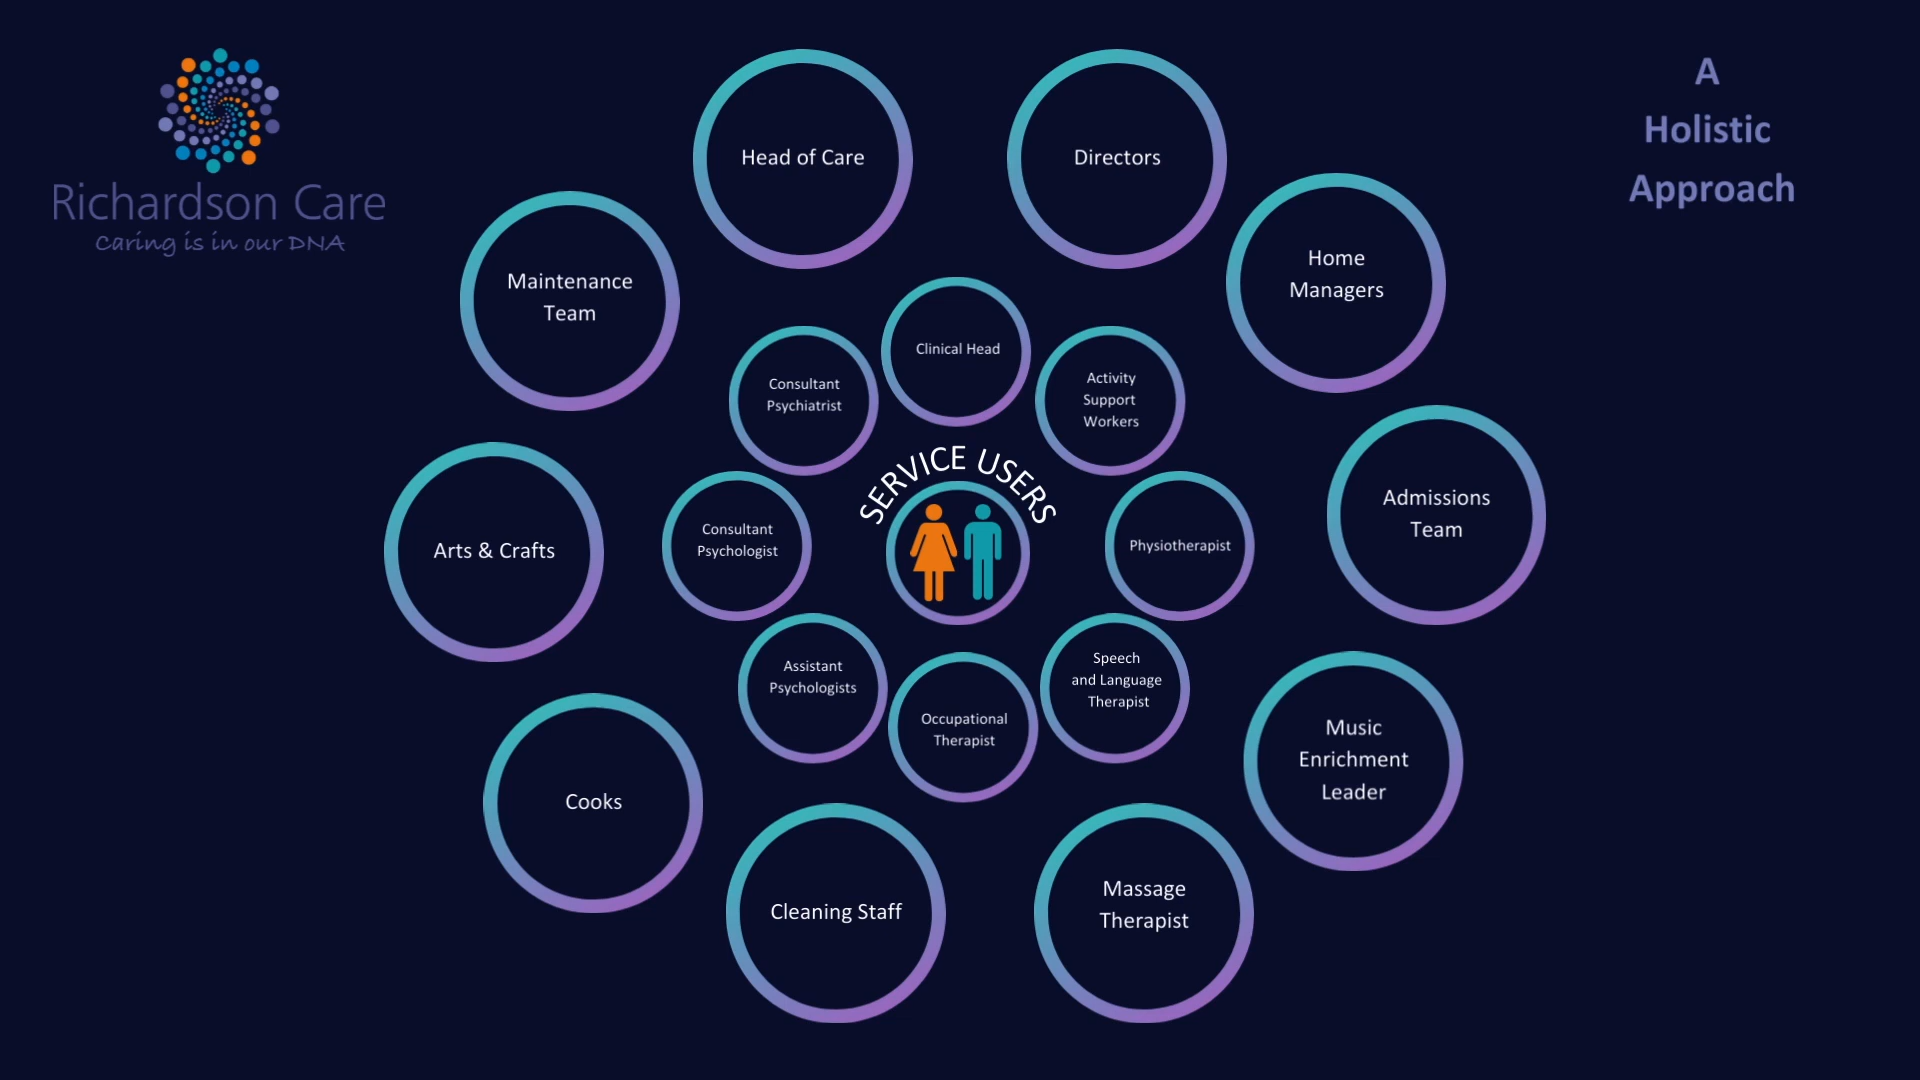 Richardson Care
Caring is in our DNA
A
Holistic
Approach
Head of Care
Directors
Home
Managers
Admissions
Team
Music
Enrichment
Leader
Massage
Therapist
Cleaning Staff
Cooks
Arts & Crafts
Maintenance
Team
Clinical Head
Activity
Support
Workers
Physiotherapist
Speech
and Language
Therapist
Occupational
Therapist
Assistant
Psychologists
Consultant
Psychologist
Consultant
Psychiatrist
SERVICE USERS